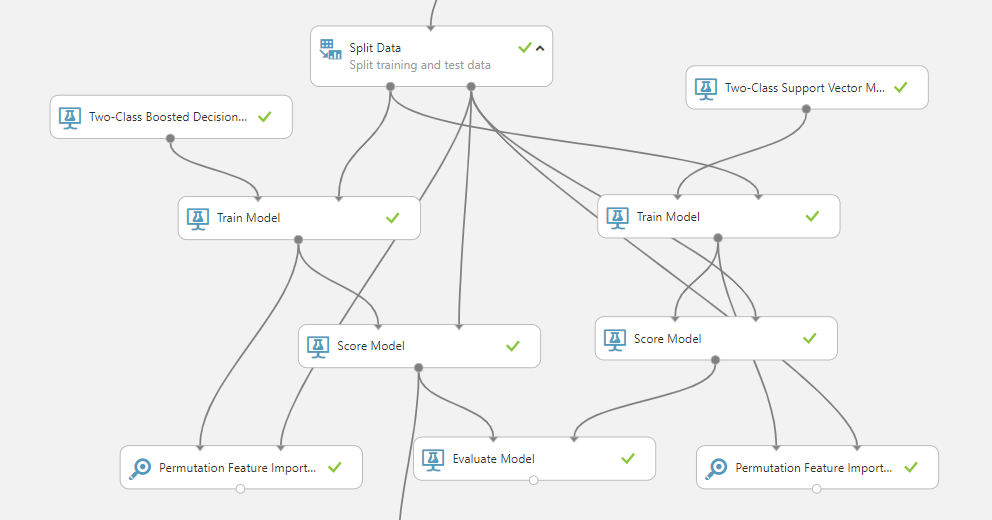 Split Data
Split training and test data
Two-Class Support Vector M...
Two-Class Boosted Decision...
Train Model
Train Model
Score Model
Score Model
Permutation Feature Import...
Evaluate Model
Permutation Feature Import...